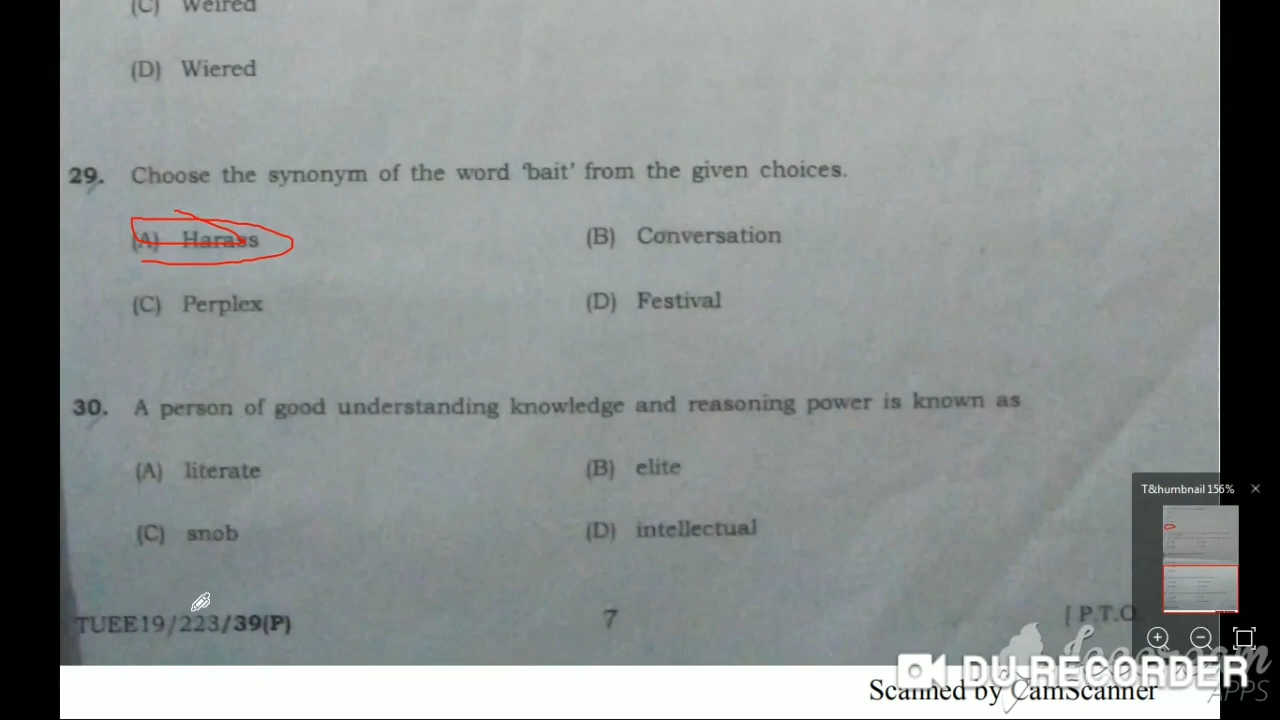 (C) Weired
(D) Wiered
29. Choose the synonym of the word 'bait' from the given choices.
(A) Harass (B) Conversation
(C) Perplex (D) Festival
30. A person of good understanding knowledge and reasoning power is known as
(A) literate (B) elite
(C) snob (D) intellectual
TUEE19/223/39(P) 7 [ P.T.O.
T&humbnail 156%
DU RECORDER
APPS
Scanned by CamScanner